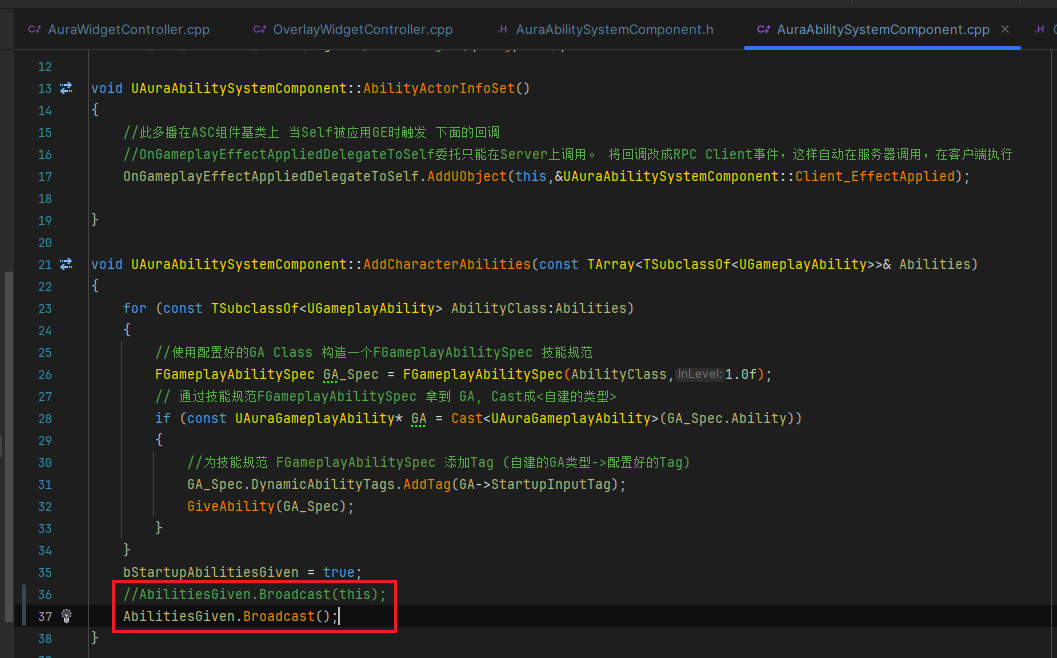 AuraWidgetController.cpp OverlayWidgetController.cpp AuraAbilitySystemComponent.h AuraAbilitySystemComponent.cpp
12
13 void UAuraAbilitySystemComponent::AbilityActorInfoSet()
14 {
15 //此多播在ASC组件基类上 当Self被应用GE时触发 下面的回调
16 //OnGameplayEffectAppliedDelegateToSelf委托只能在Server上调用。 将回调改成RPC Client事件，这样自动在服务器调用，在客户端执行
17 OnGameplayEffectAppliedDelegateToSelf.AddUObject(this,&UAuraAbilitySystemComponent::Client_EffectApplied);
18
19 }
20
21 void UAuraAbilitySystemComponent::AddCharacterAbilities(const TArray<TSubclassOf<UGameplayAbility>>& Abilities)
22 {
23 for (const TSubclassOf<UGameplayAbility> AbilityClass:Abilities)
24 {
25 //使用配置好的GA Class 构造一个FGameplayAbilitySpec 技能规范
26 FGameplayAbilitySpec GA_Spec = FGameplayAbilitySpec(AbilityClass, InLevel: 1.0f);
27 // 通过技能规范FGameplayAbilitySpec 拿到 GA, Cast成<自建的类型>
28 if (const UAuraGameplayAbility* GA = Cast<UAuraGameplayAbility>(GA_Spec.Ability))
29 {
30 //为技能规范 FGameplayAbilitySpec 添加Tag (自建的GA类型->配置好的Tag)
31 GA_Spec.DynamicAbilityTags.AddTag(GA->StartupInputTag);
32 GiveAbility(GA_Spec);
33 }
34 }
35 bStartupAbilitiesGiven = true;
36 //AbilitiesGiven.Broadcast(this);
37 AbilitiesGiven.Broadcast();
38 }